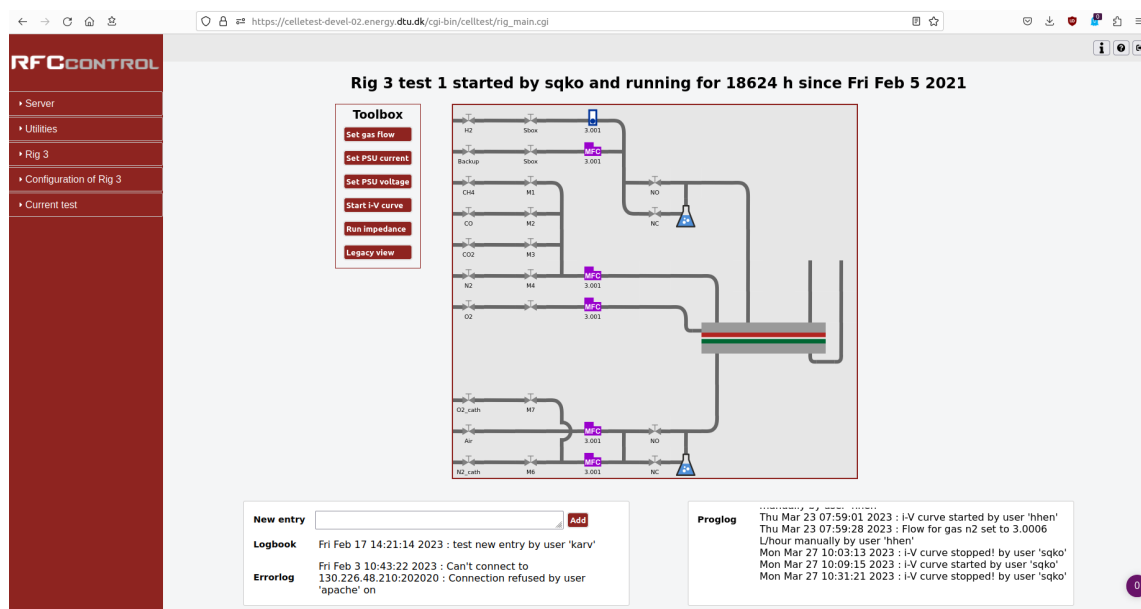 https://celletest-devel-02.energy.dtu.dk/cgi-bin/celltest/rig_main.cgi
RFCCONTROL
Server
Utilities
Rig 3
Configuration of Rig 3
Current test
Rig 3 test 1 started by sqko and running for 18624 h since Fri Feb 5 2021
Toolbox
Set gas flow
Set PSU current
Set PSU voltage
Start i-V curve
Run impedance
Legacy view
H2 Sbox 3.001
MFC
Backup Sbox 3.001
CH4 M1 NO
CO M2 NC
CO2 M3
MFC
N2 M4 3.001
MFC
O2 3.001
O2_cath M7
MFC
Air 3.001 NO
MFC
N2_cath M6 3.001 NC
New entry Add
Logbook Fri Feb 17 14:21:14 2023 : test new entry by user 'karv'
Errorlog Fri Feb 3 10:43:22 2023 : Can't connect to
130.226.48.210:202020 : Connection refused by user
'apache' on
Proglog
manually by user 'hhen'
Thu Mar 23 07:59:01 2023 : i-V curve started by user 'hhen'
Thu Mar 23 07:59:28 2023 : Flow for gas n2 set to 3.0006
L/hour manually by user 'hhen'
Mon Mar 27 10:03:13 2023 : i-V curve stopped! by user 'sqko'
Mon Mar 27 10:09:15 2023 : i-V curve started by user 'sqko'
Mon Mar 27 10:31:21 2023 : i-V curve stopped! by user 'sqko'
0